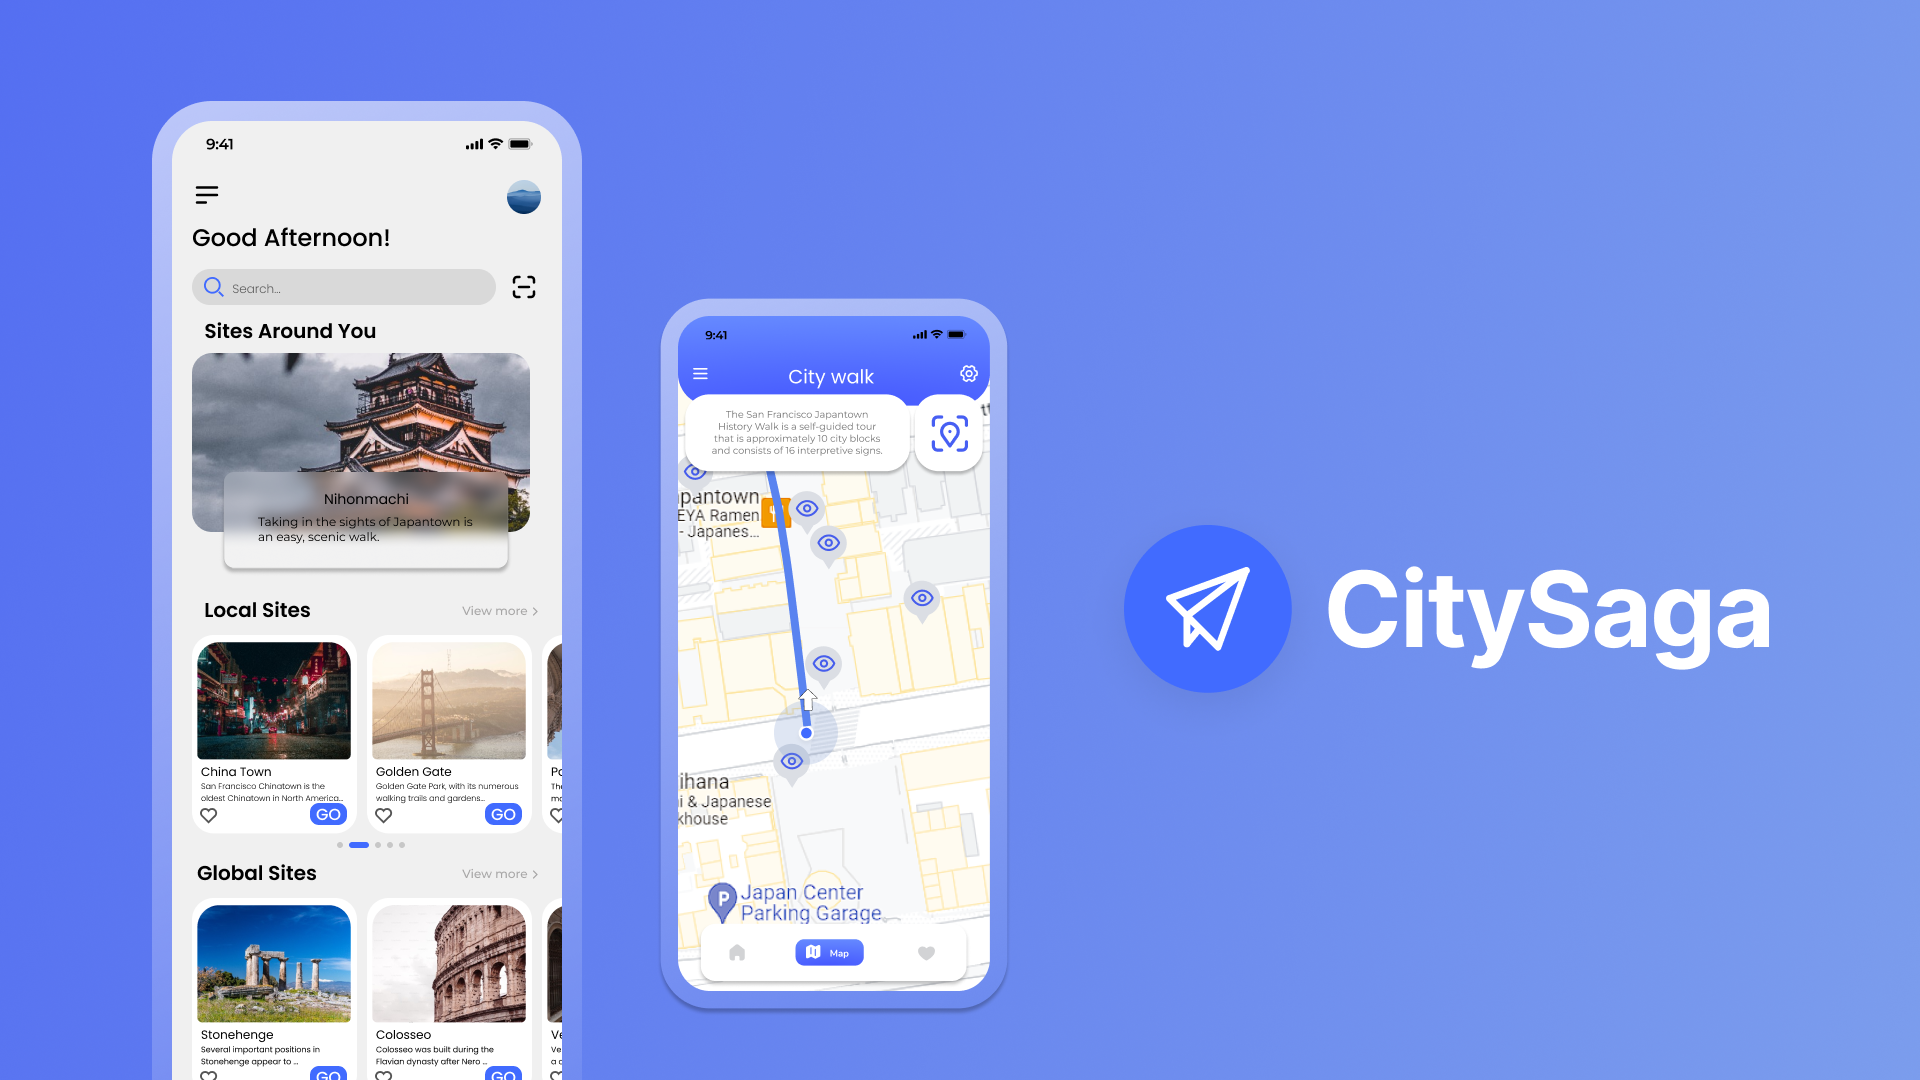 9:41
Good Afternoon!
Search...
Sites Around You
Nihonmachi
Taking in the sights of Japantown is
an easy, scenic walk.
Local Sites
View more
China Town
San Francisco Chinatown is the
oldest Chinatown in North America...
GO
Golden Gate
Golden Gate Park, with its numerous
walking trails and gardens...
GO
Global Sites
View more
Stonehenge
Several important positions in
Stonehenge appear to ...
GO
Colosseo
Colosseo was built during the
Flavian dynasty after Nero ...
GO
9:41
City walk
The San Francisco Japantown
History Walk is a self-guided tour
that is approximately 10 city blocks
and consists of 16 interpretive signs.
apantown
EYA Ramen
- Japanes...
ihana
i & Japanese
khouse
P
Japan Center
Parking Garage
Map
CitySaga